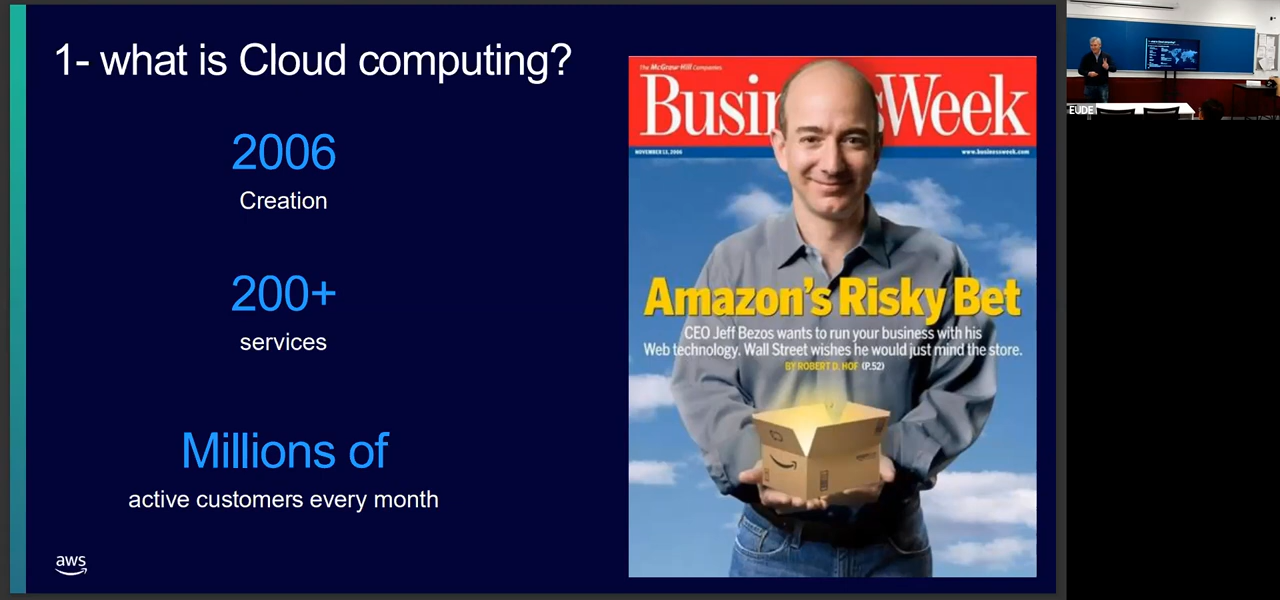 1- what is Cloud computing?
2006
Creation
200+
services
Millions of
active customers every month
aws
The McGraw-Hill Companies
BusinessWeek
NOVEMBER 13, 2006
www.businessweek.com
Amazon's Risky Bet
CEO Jeff Bezos wants to run your business with his
Web technology. Wall Street wishes he would just mind the store.
BY ROBERT D. HOF (P.52)
EUDE